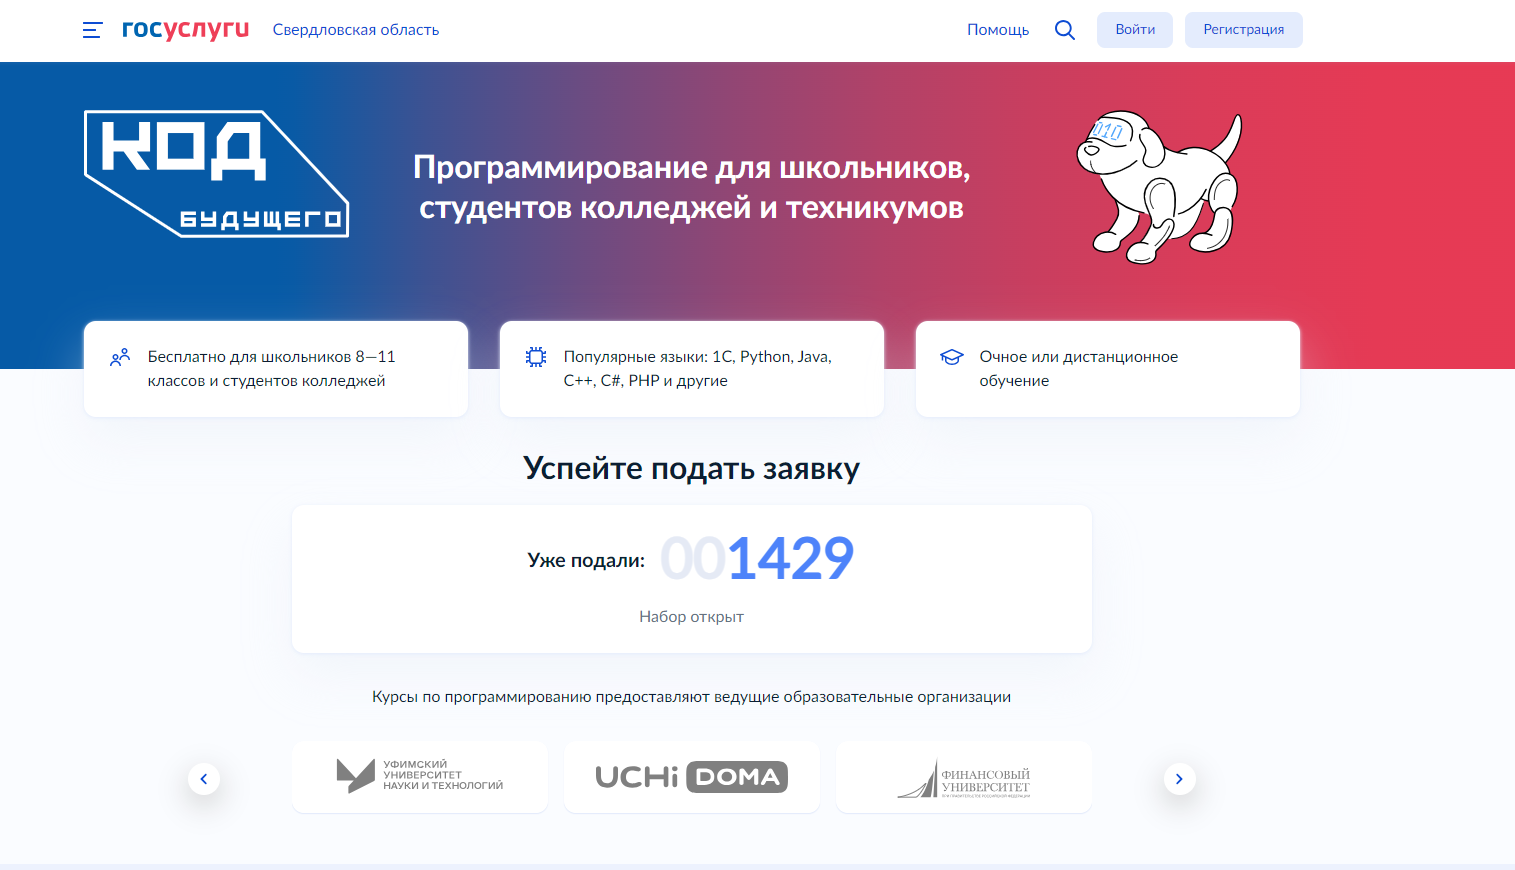 госуслуги
Свердловская область
Помощь
Войти
Регистрация
КОД
БУДУЩЕГО
Программирование для школьников,
студентов колледжей и техникумов
010
Бесплатно для школьников 8—11
классов и студентов колледжей
Популярные языки: 1C, Python, Java,
C++, C#, PHP и другие
Очное или дистанционное
обучение
Успейте подать заявку
Уже подали: 001429
Набор открыт
Курсы по программированию предоставляют ведущие образовательные организации
УФИМСКИЙ
УНИВЕРСИТЕТ
НАУКИ И ТЕХНОЛОГИЙ
UCHi DOMA
ФИНАНСОВЫЙ
УНИВЕРСИТЕТ